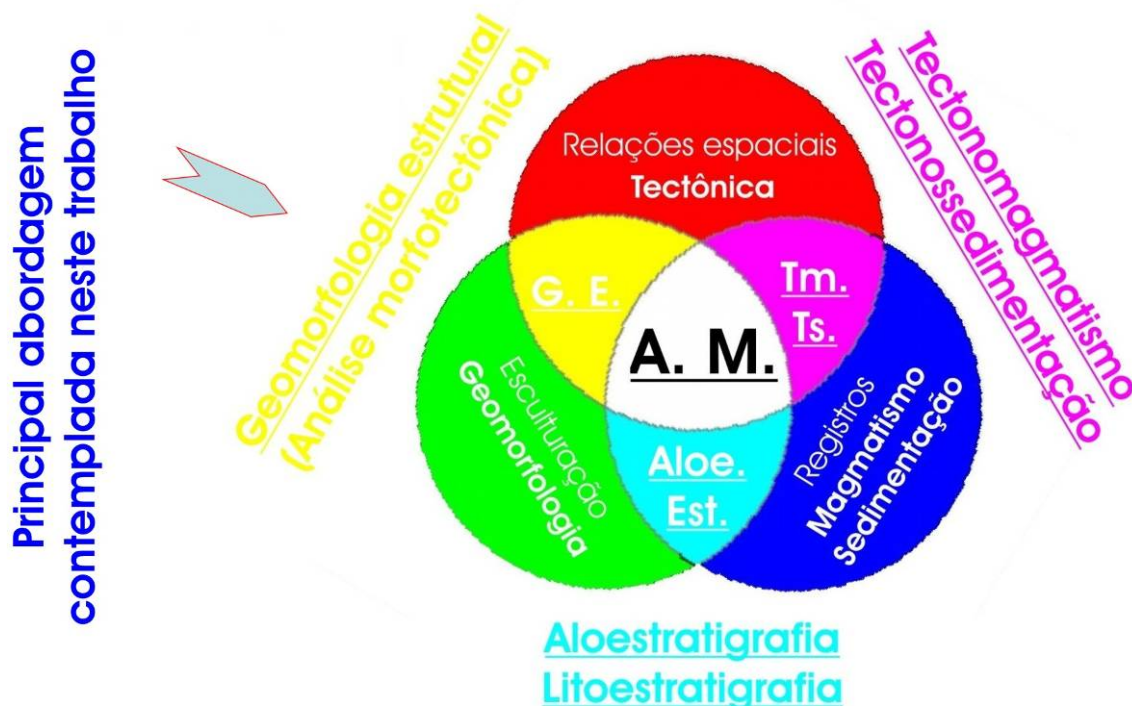 Principal abordagem
contemplada neste trabalho
Geomorfologia estrutural
(Análise morfotectônica)
Tectonomagmatismo
Tectonossedimentação
Relações espaciais
Tectônica
G. E.
Tm.
Ts.
A. M.
Esculturação
Geomorfologia
Registros
Magmatismo
Sedimentação
Aloe.
Est.
Aloestratigrafia
Litoestratigrafia